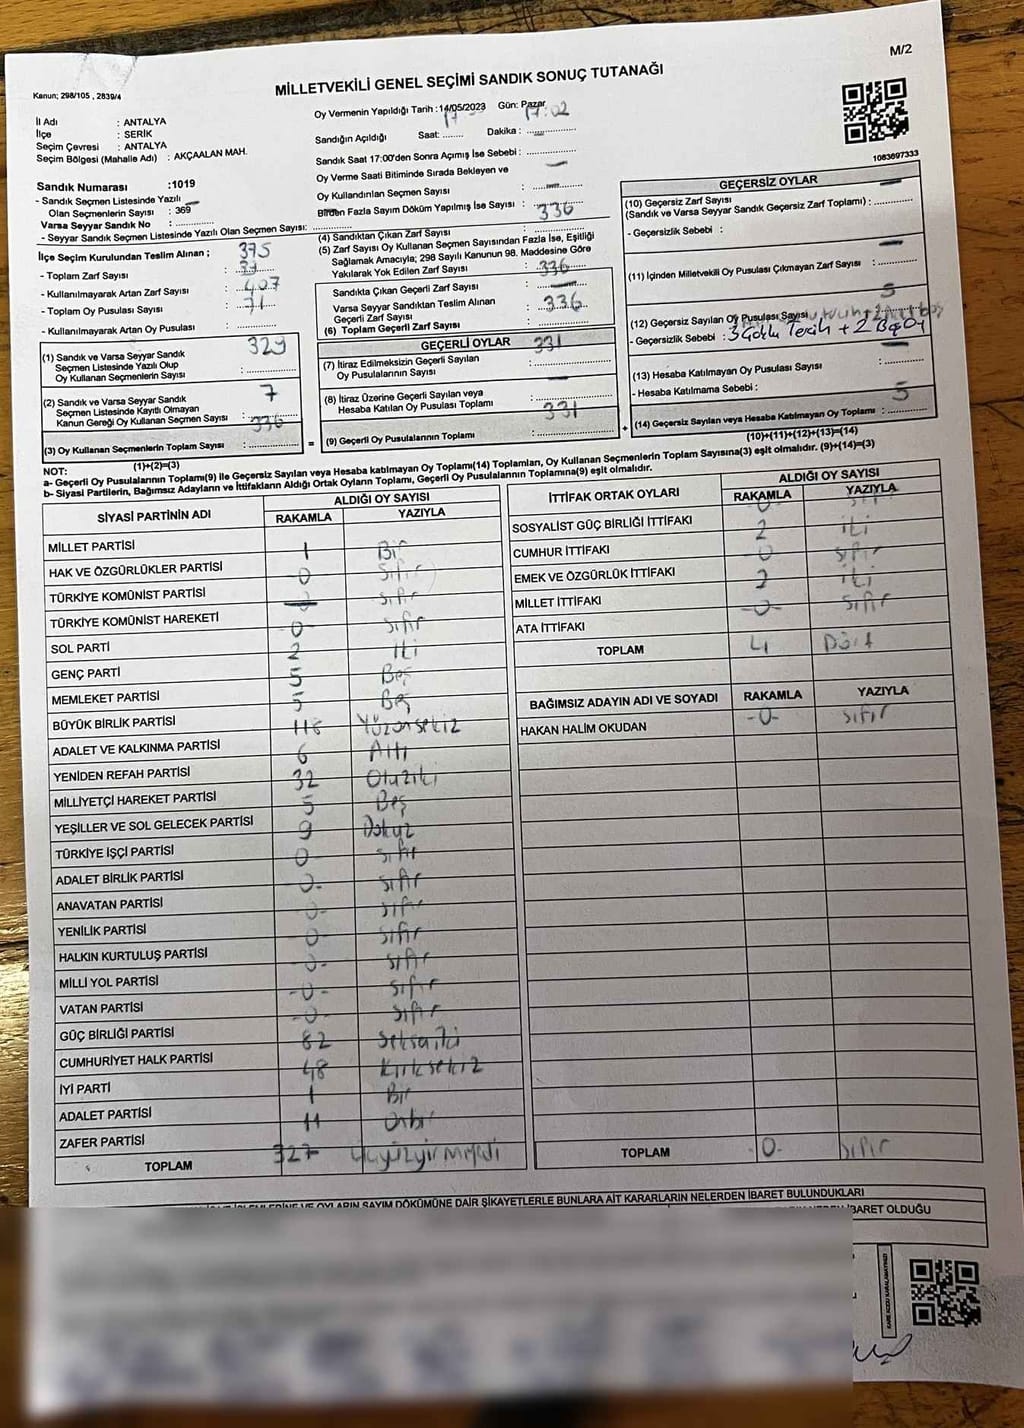 M/2
Kanun; 298/105 , 2839/4
MİLLETVEKİLİ GENEL SEÇİMİ SANDIK SONUÇ TUTANAĞI
İl Adı : ANTALYA
İlçe : SERİK
Seçim Çevresi : ANTALYA
Seçim Bölgesi (Mahalle Adı) : AKÇAALAN MAH.
Sandık Numarası :1019
- Sandık Seçmen Listesinde Yazılı
Olan Seçmenlerin Sayısı : 369
Varsa Seyyar Sandık No :
- Seyyar Sandık Seçmen Listesinde Yazılı Olan Seçmen Sayısı:
Oy Vermenin Yapıldığı Tarih : 14/05/2023 Gün: Pazar
Sandığın Açıldığı Saat: 17 Dakika : 17:02
Sandık Saat 17:00'den Sonra Açımış İse Sebebi :
Oy Verme Saati Bitiminde Sırada Bekleyen ve
Oy Kullandırılan Seçmen Sayısı :
Birden Fazla Sayım Döküm Yapılmış İse Sayısı :
1083697333
İlçe Seçim Kurulundan Teslim Alınan ;
- Toplam Zarf Sayısı : 375
- Kullanılmayarak Artan Zarf Sayısı : 39
- Toplam Oy Pusulası Sayısı : 407
- Kullanılmayarak Artan Oy Pusulası : 71
(1) Sandık ve Varsa Seyyar Sandık
Seçmen Listesinde Yazılı Olup
Oy Kullanan Seçmenlerin Sayısı : 329
(2) Sandık ve Varsa Seyyar Sandık
Seçmen Listesinde Kayıtlı Olmayan
Kanun Gereği Oy Kullanan Seçmen Sayısı : 7
(3) Oy Kullanan Seçmenlerin Toplam Sayısı : 336
(1)+(2)=(3)
(4) Sandıktan Çıkan Zarf Sayısı : 336
(5) Zarf Sayısı Oy Kullanan Seçmen Sayısından Fazla İse, Eşitliği
Sağlamak Amacıyla; 298 Sayılı Kanunun 98. Maddesine Göre
Yakılarak Yok Edilen Zarf Sayısı :
Sandıkta Çıkan Geçerli Zarf Sayısı : 336
Varsa Seyyar Sandıktan Teslim Alınan
Geçerli Zarf Sayısı :
(6) Toplam Geçerli Zarf Sayısı : 336
GEÇERLİ OYLAR
(7) İtiraz Edilmeksizin Geçerli Sayılan
Oy Pusulalarının Sayısı : 331
(8) İtiraz Üzerine Geçerli Sayılan veya
Hesaba Katılan Oy Pusulası Toplamı :
= (9) Geçerli Oy Pusulalarının Toplamı : 331
GEÇERSİZ OYLAR
(10) Geçersiz Zarf Sayısı
(Sandık ve Varsa Seyyar Sandık Geçersiz Zarf Toplamı) :
- Geçersizlik Sebebi :
(11) İçinden Milletvekili Oy Pusulası Çıkmayan Zarf Sayısı :
(12) Geçersiz Sayılan Oy Pusulası Sayısı : 5
- Geçersizlik Sebebi : 3 Çoklu Tercih + 2 Boş Oy
(13) Hesaba Katılmayan Oy Pusulası Sayısı :
- Hesaba Katılmama Sebebi :
+ (14) Geçersiz Sayılan veya Hesaba Katılmayan Oy Toplamı : 5
(10)+(11)+(12)+(13)=(14)
NOT:
a- Geçerli Oy Pusulalarının Toplamı(9) ile Geçersiz Sayılan veya Hesaba katılmayan Oy Toplamı(14) Toplamları, Oy Kullanan Seçmenlerin Toplam Sayısına(3) eşit olmalıdır. (9)+(14)=(3)
b- Siyasi Partilerin, Bağımsız Adayların ve İttifakların Aldığı Ortak Oyların Toplamı, Geçerli Oy Pusulalarının Toplamına(9) eşit olmalıdır.
SİYASİ PARTİNİN ADI ALDIĞI OY SAYISI
RAKAMLA YAZIYLA
MİLLET PARTİSİ 1 Bir
HAK VE ÖZGÜRLÜKLER PARTİSİ 0 Sıfır
TÜRKİYE KOMÜNİST PARTİSİ sıfır
TÜRKİYE KOMÜNİST HAREKETİ 0 sıfır
SOL PARTİ 2 İki
GENÇ PARTİ 5 Beş
MEMLEKET PARTİSİ 5 Beş
BÜYÜK BİRLİK PARTİSİ 118 Yüzonsekiz
ADALET VE KALKINMA PARTİSİ 6 Altı
YENİDEN REFAH PARTİSİ 32 Otuziki
MİLLİYETÇİ HAREKET PARTİSİ 5 Beş
YEŞİLLER VE SOL GELECEK PARTİSİ 9 Dokuz
TÜRKİYE İŞÇİ PARTİSİ 0 sıfır
ADALET BİRLİK PARTİSİ 0- sıfır
ANAVATAN PARTİSİ -0- sıfır
YENİLİK PARTİSİ -0- sıfır
HALKIN KURTULUŞ PARTİSİ -0- sıfır
MİLLİ YOL PARTİSİ -0- sıfır
VATAN PARTİSİ -0- sıfır
GÜÇ BİRLİĞİ PARTİSİ 82 Seksaniki
CUMHURİYET HALK PARTİSİ 48 Kırksekiz
İYİ PARTİ 1 Bir
ADALET PARTİSİ 11 Onbir
ZAFER PARTİSİ
TOPLAM 327 Üçyüzyirmiyedi
İTTİFAK ORTAK OYLARI ALDIĞI OY SAYISI
RAKAMLA YAZIYLA
SOSYALİST GÜÇ BİRLİĞİ İTTİFAKI -0- sıfır
CUMHUR İTTİFAKI 2 iki
EMEK VE ÖZGÜRLÜK İTTİFAKI -0- sıfır
MİLLET İTTİFAKI 2 iki
ATA İTTİFAKI -0- sıfır
TOPLAM 4 Dört
BAĞIMSIZ ADAYIN ADI VE SOYADI RAKAMLA YAZIYLA
HAKAN HALİM OKUDAN -0- sıfır
TOPLAM 0- sıfır
OYLARIN SAYIM DÖKÜMÜNE DAİR ŞİKAYETLERLE BUNLARA AİT KARARLARIN NELERDEN İBARET BULUNDUKLARI
İBARET OLDUĞU